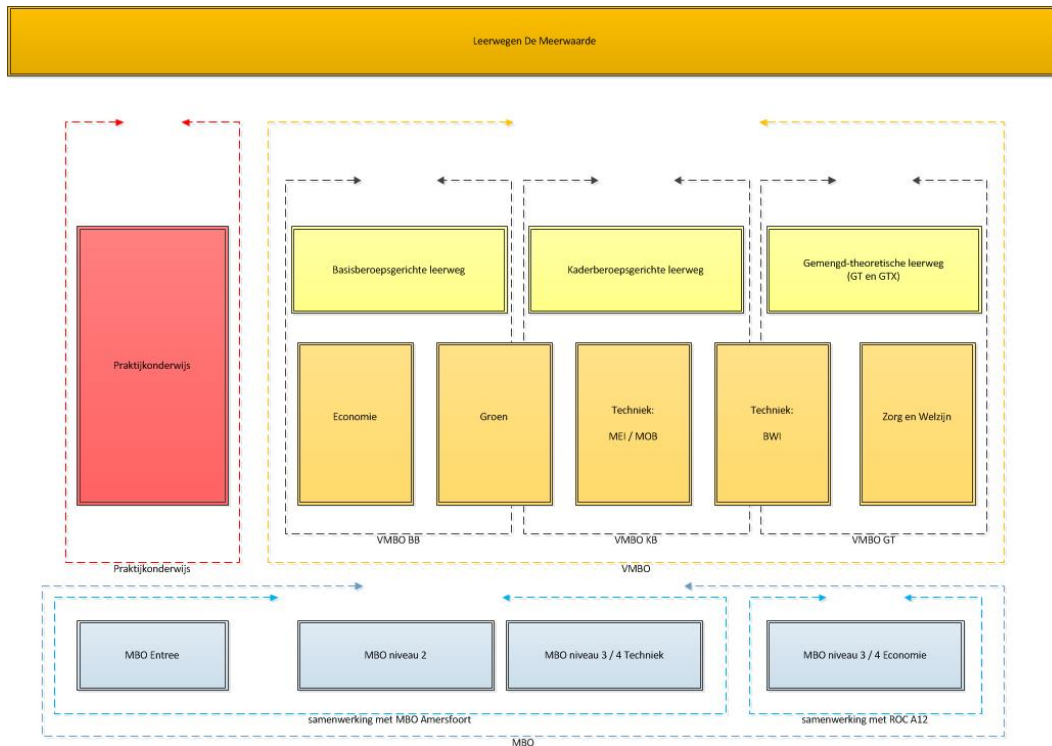 Leerwegen De Meerwaarde
Basisberoepsgerichte leerweg
Kaderberoepsgerichte leerweg
Gemengd-theoretische leerweg
(GT en GTX)
Praktijkonderwijs
Economie
Groen
Techniek:
MEI / MOB
Techniek:
BWI
Zorg en Welzijn
VMBO BB
VMBO KB
VMBO GT
Praktijkonderwijs
VMBO
MBO Entree
MBO niveau 2
MBO niveau 3 / 4 Techniek
MBO niveau 3 / 4 Economie
samenwerking met MBO Amersfoort
samenwerking met ROC A12
MBO